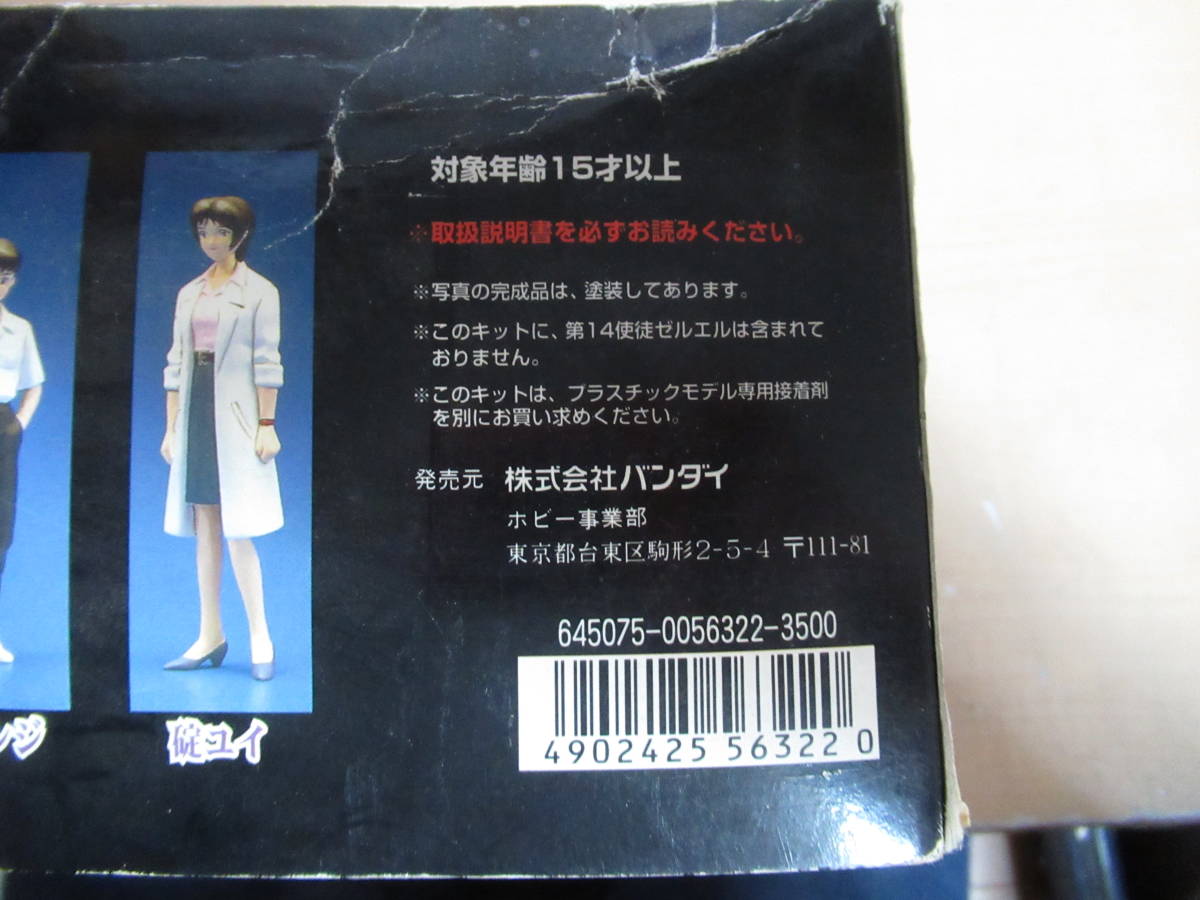 対象年齢15才以上
※取扱説明書を必ずお読みください。
※写真の完成品は、塗装してあります。
※このキットに、第14使徒ゼルエルは含まれて
おりません。
※このキットは、プラスチックモデル専用接着剤
を別にお買い求めください。
発売元 株式会社バンダイ
ホビー事業部
東京都台東区駒形2-5-4 〒111-81
645075-0056322-3500
4902425 563220
ンジ
碇ユイ